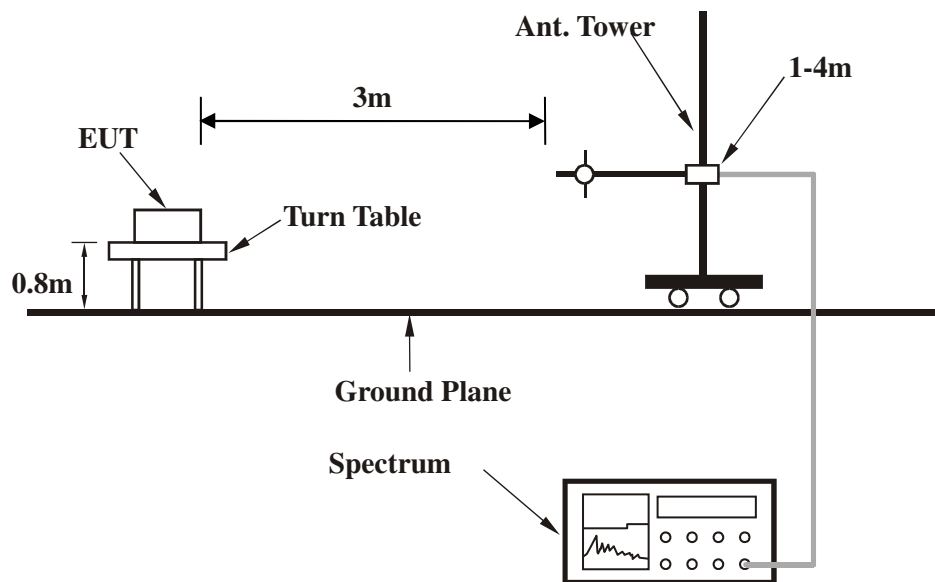 Ant. Tower
1-4m
3m
EUT
Turn Table
0.8m
Ground Plane
Spectrum